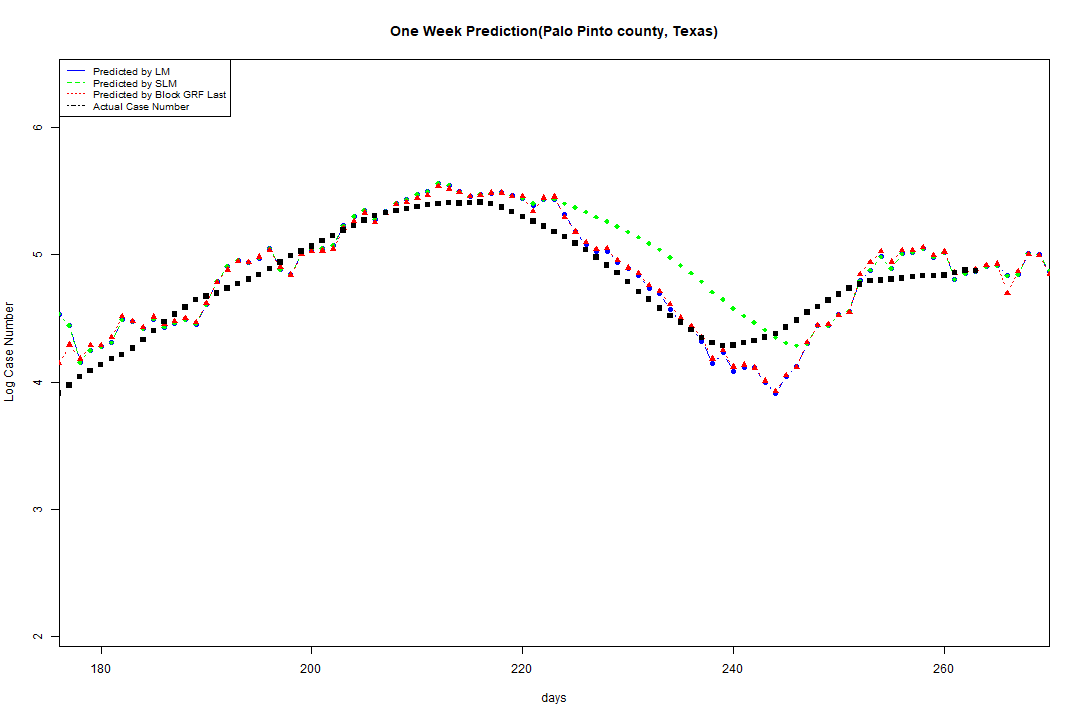 One Week Prediction(Palo Pinto county, Texas)
Predicted by LM
Predicted by SLM
Predicted by Block GRF Last
Actual Case Number
6
5
4
3
2
Log Case Number
180 200 220 240 260
days